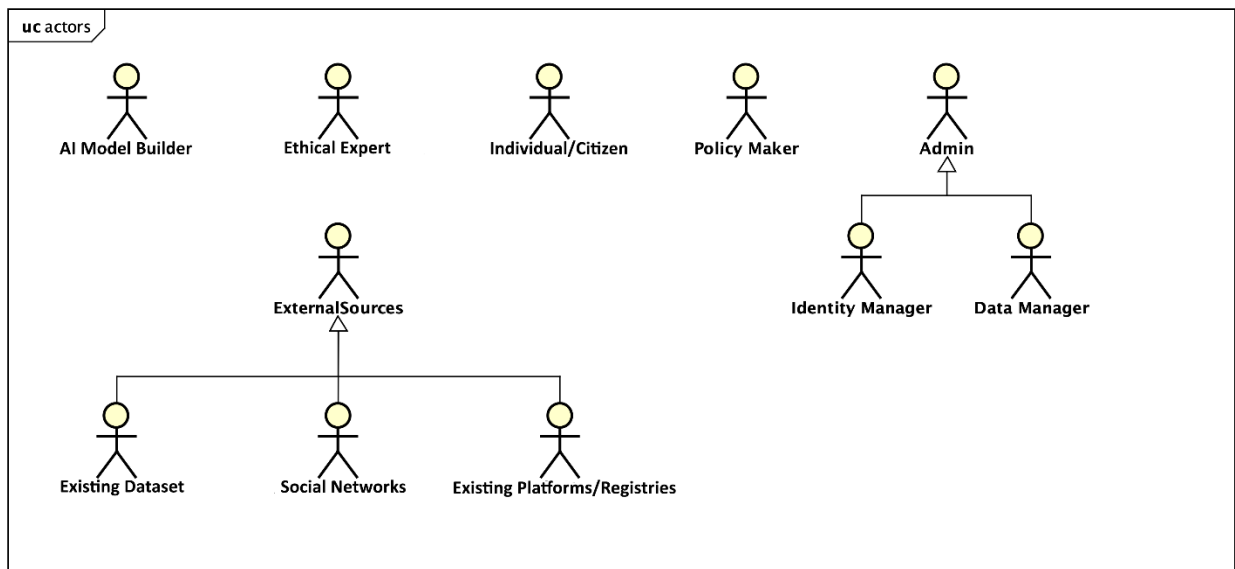 uc actors
AI Model Builder
Ethical Expert
Individual/Citizen
Policy Maker
Admin
ExternalSources
Identity Manager
Data Manager
Existing Dataset
Social Networks
Existing Platforms/Registries